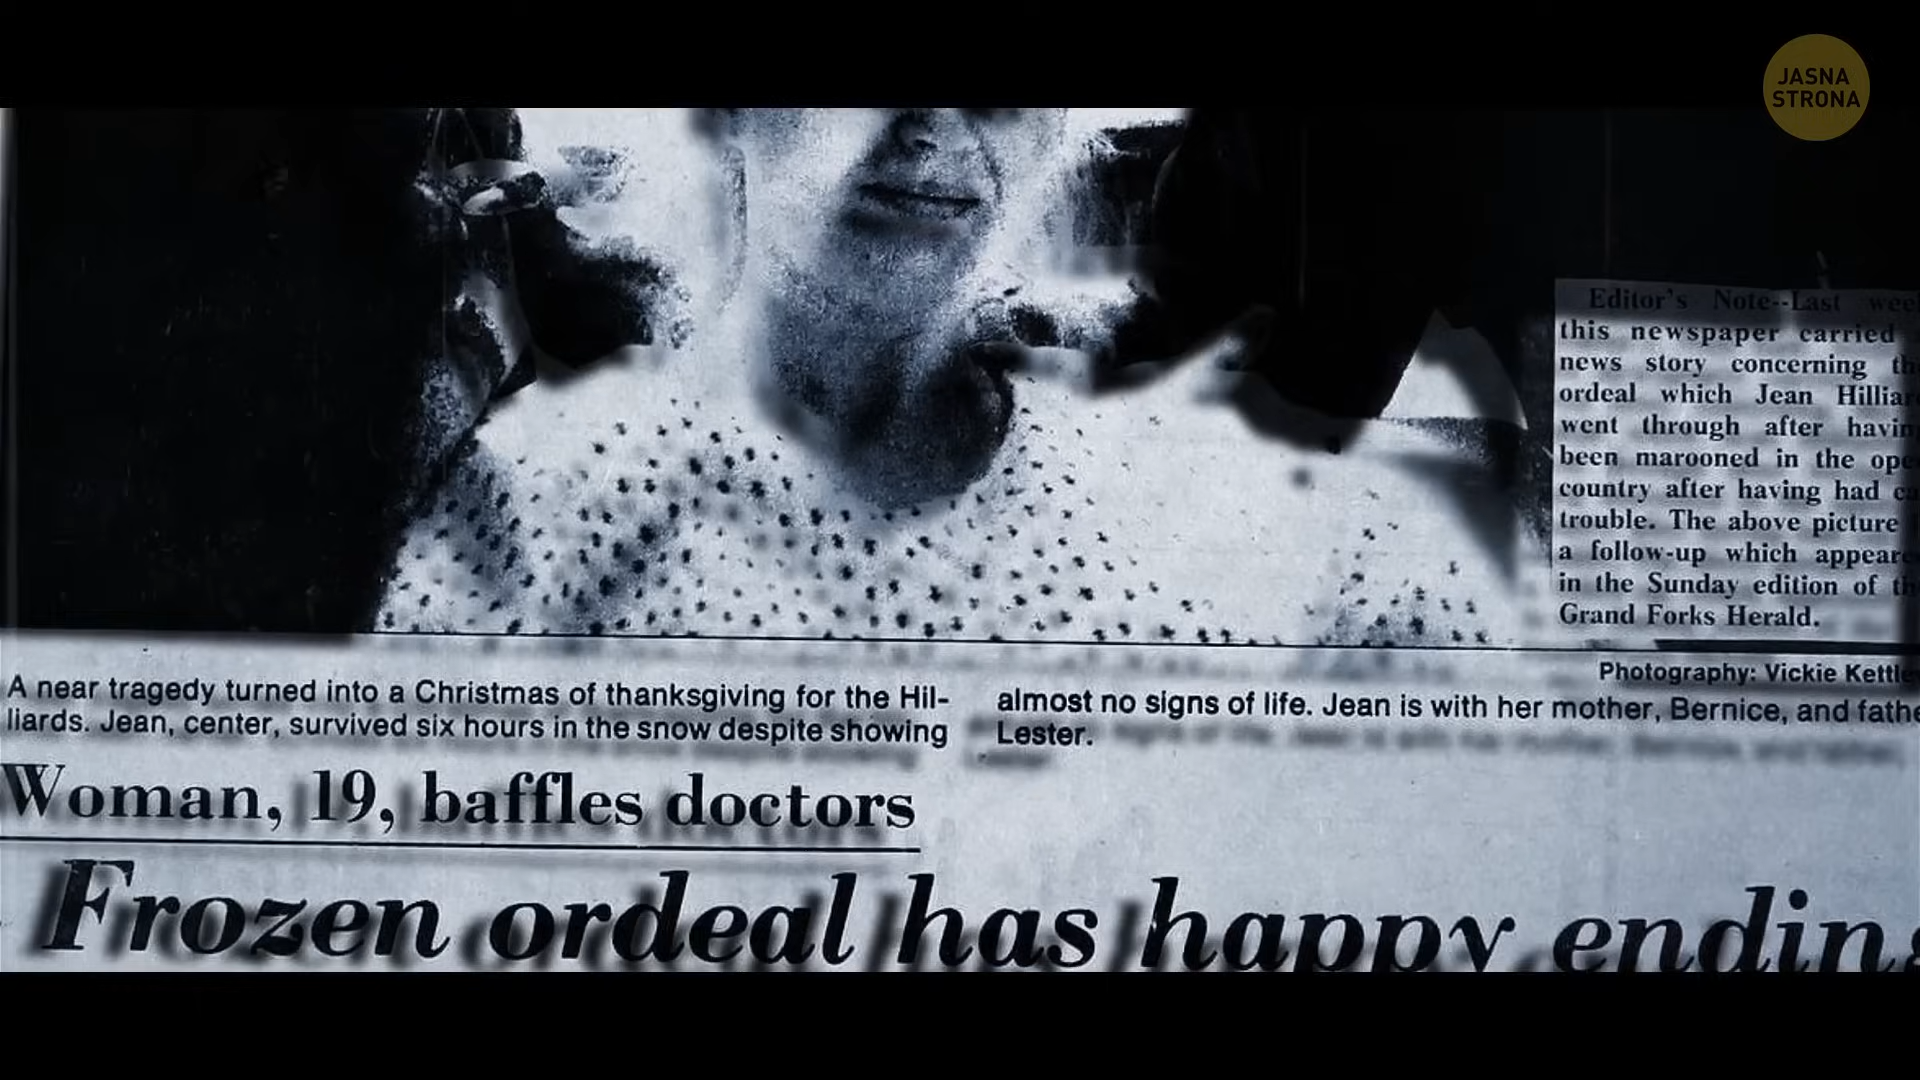 JASNA
STRONA
Editor's Note--Last
this newspaper carried
news story concerning
ordeal which Jean
went through after
been marooned in the
country after having had
trouble. The above picture
a follow-up which
in the Sunday edition of
Grand Forks Herald.
Photography: Vickie
A near tragedy turned into a Christmas of thanksgiving for the Hil-
liards. Jean, center, survived six hours in the snow despite showing
almost no signs of life. Jean is with her mother, Bernice, and
Lester.
Woman, 19, baffles doctors
Frozen ordeal has happy